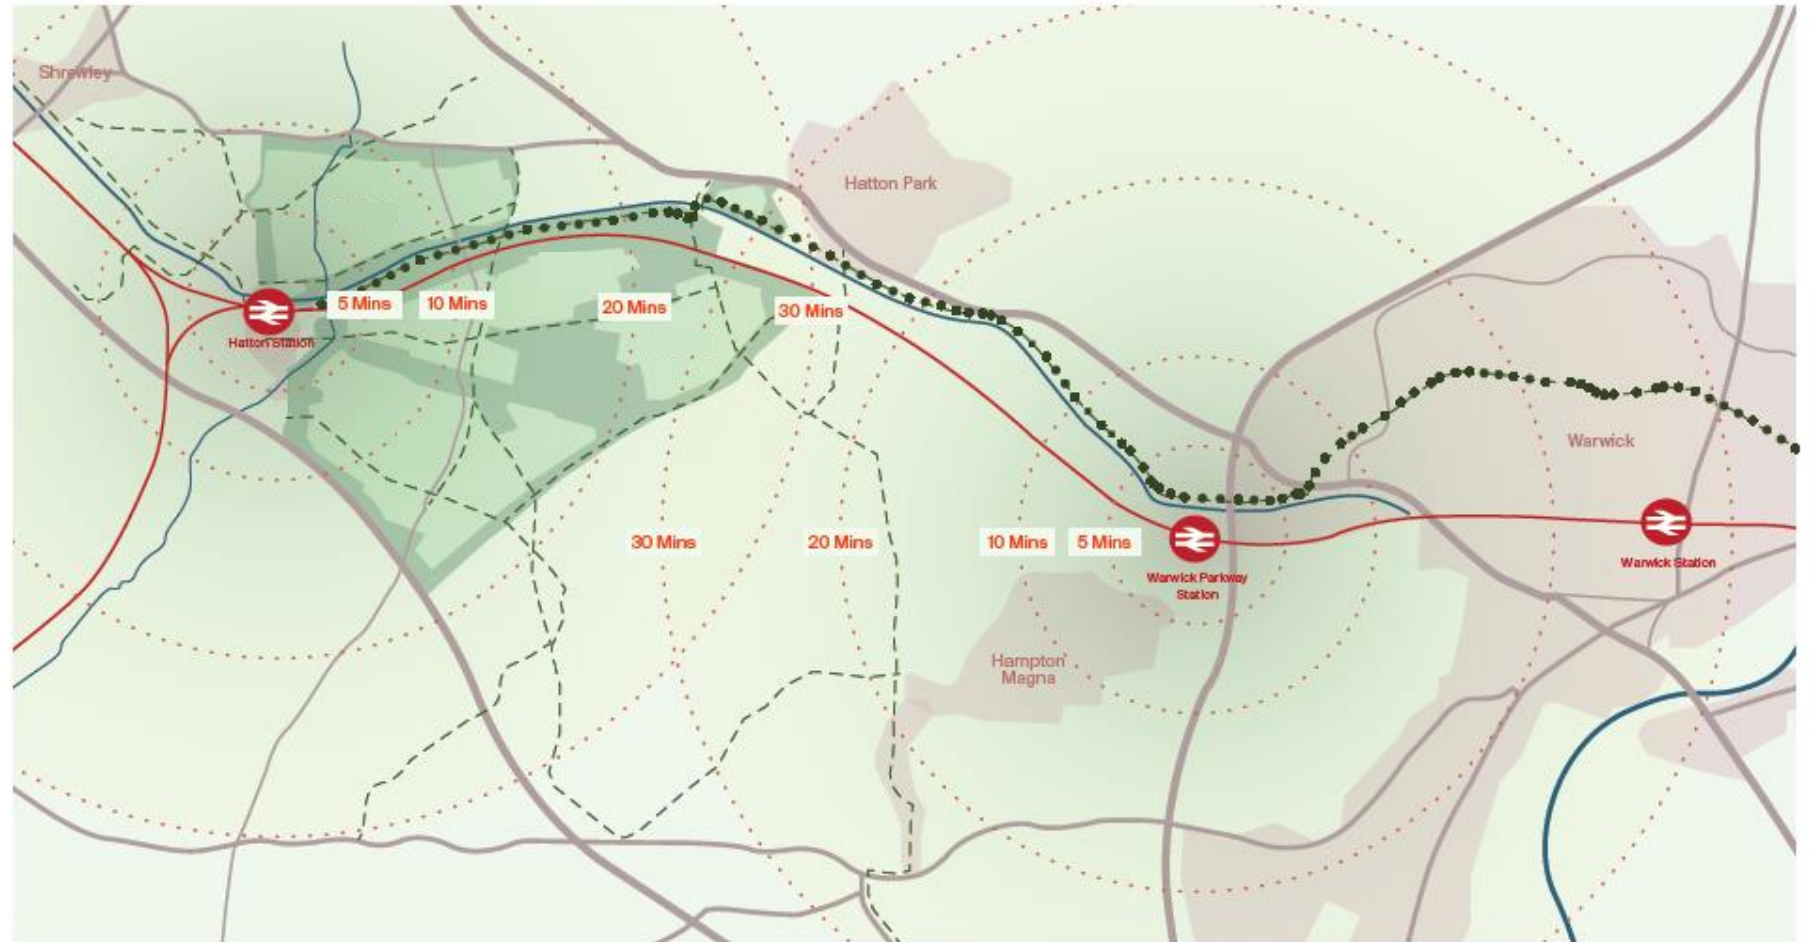 Shrewley
Hatton Park
5 Mins
10 Mins
20 Mins
30 Mins
Hatton Station
Warwick
30 Mins
20 Mins
10 Mins
5 Mins
Warwick Parkway
Station
Warwick Station
Hampton
Magna